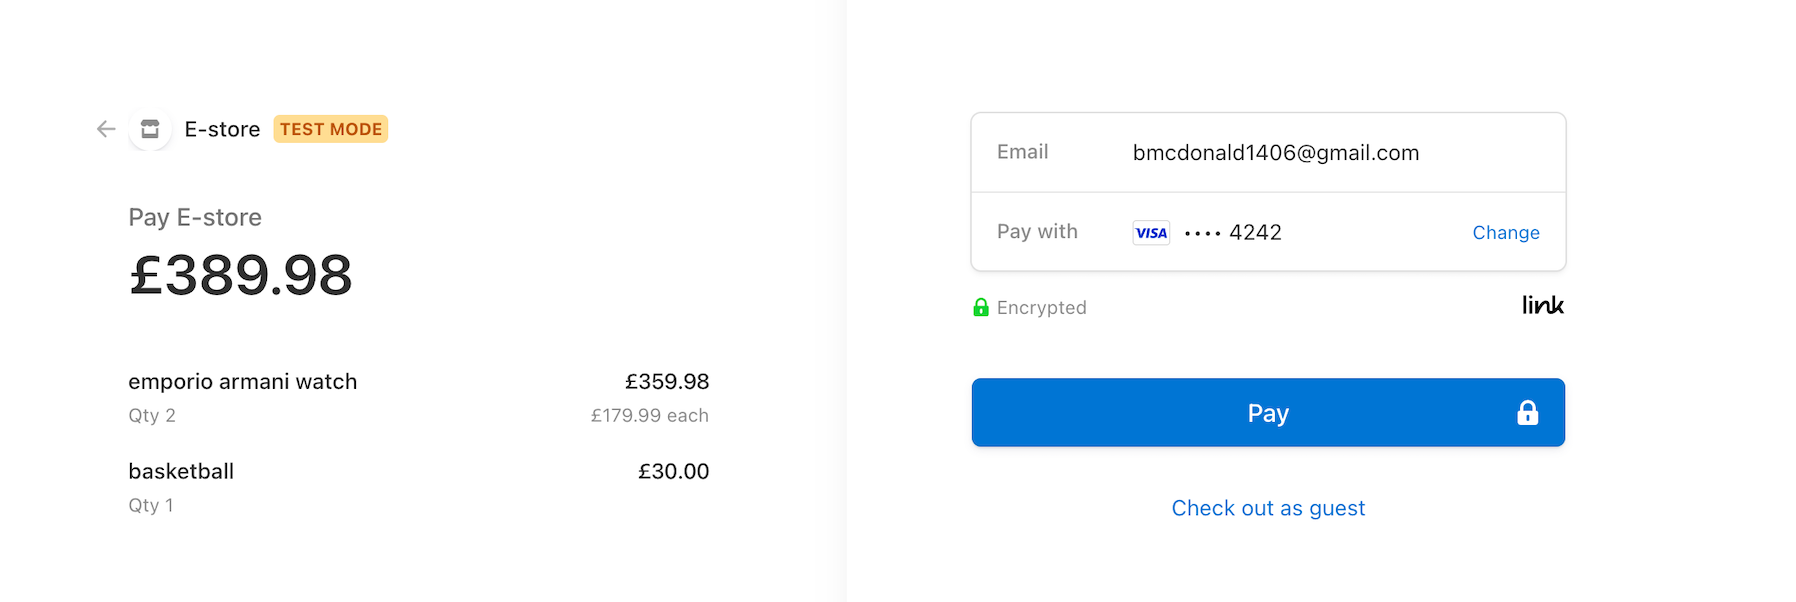 E-store TEST MODE
Pay E-store
£389.98
emporio armani watch £359.98
Qty 2 £179.99 each
basketball £30.00
Qty 1
Email bmcdonald1406@gmail.com
Pay with VISA •••• 4242 Change
Encrypted link
Pay
Check out as guest